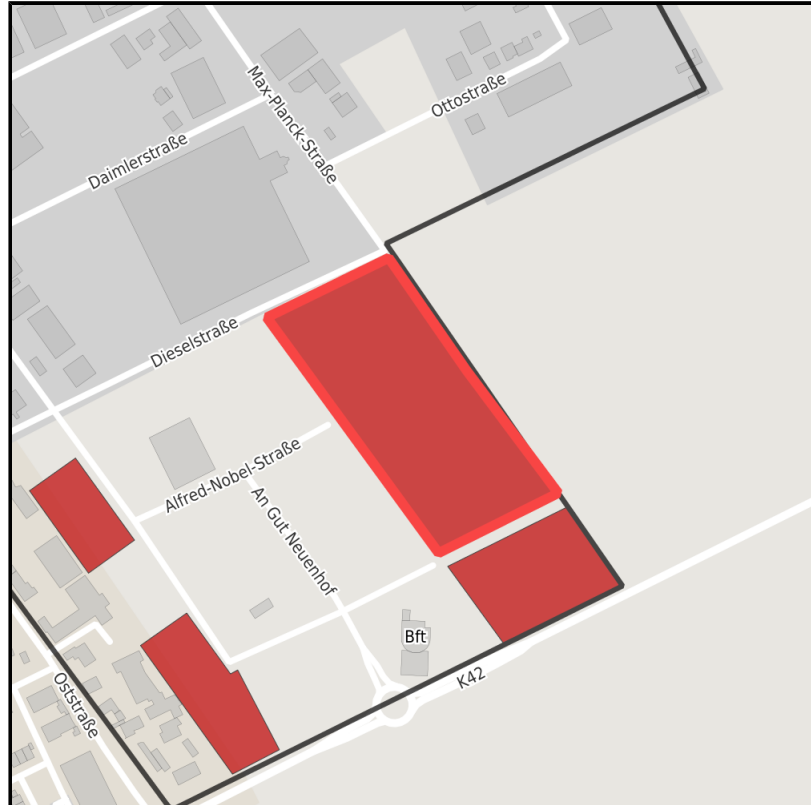 Max-Planck-Straße
Ottostraße
Daimlerstraße
Dieselstraße
Alfred-Nobel-Straße
An Gut Neuenhof
Bft
K42
Oststraße